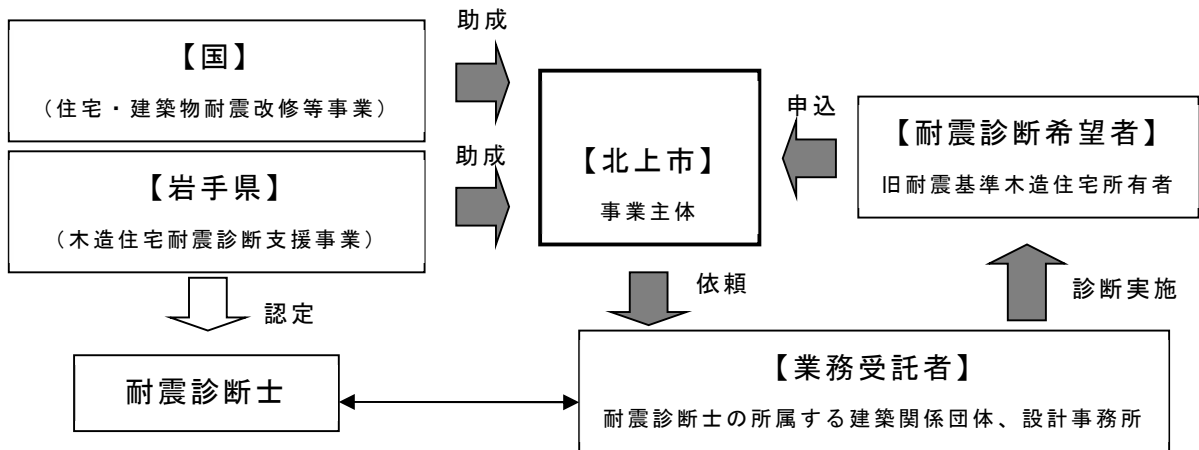 助成
【国】
（住宅・建築物耐震改修等事業）
申込
【耐震診断希望者】
旧耐震基準木造住宅所有者
助成
【北上市】
事業主体
【岩手県】
（木造住宅耐震診断支援事業）
認定
依頼
診断実施
耐震診断士
【業務受託者】
耐震診断士の所属する建築関係団体、設計事務所